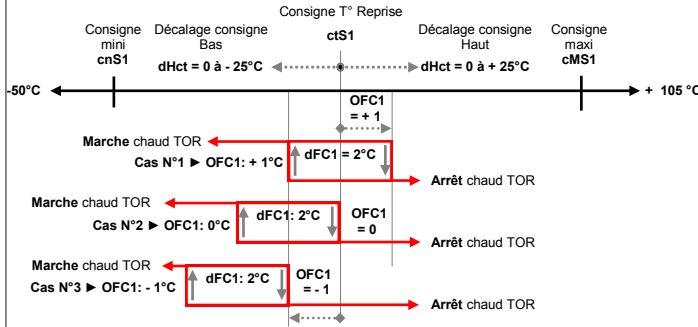 Consigne T° Reprise
ctS1
Consigne
mini
cnS1
Décalage consigne
Bas
dHct = 0 à - 25°C
Décalage consigne
Haut
dHct = 0 à + 25°C
Consigne
maxi
cMS1
-50°C
+ 105 °C
OFC1
= + 1
Marche chaud TOR
Cas N°1 ► OFC1: + 1°C
dFC1 = 2°C
Arrêt chaud TOR
Marche chaud TOR
Cas N°2 ► OFC1: 0°C
dFC1: 2°C
OFC1
= 0
Arrêt chaud TOR
Marche chaud TOR
Cas N°3 ► OFC1: - 1°C
dFC1: 2°C
OFC1
= - 1
Arrêt chaud TOR